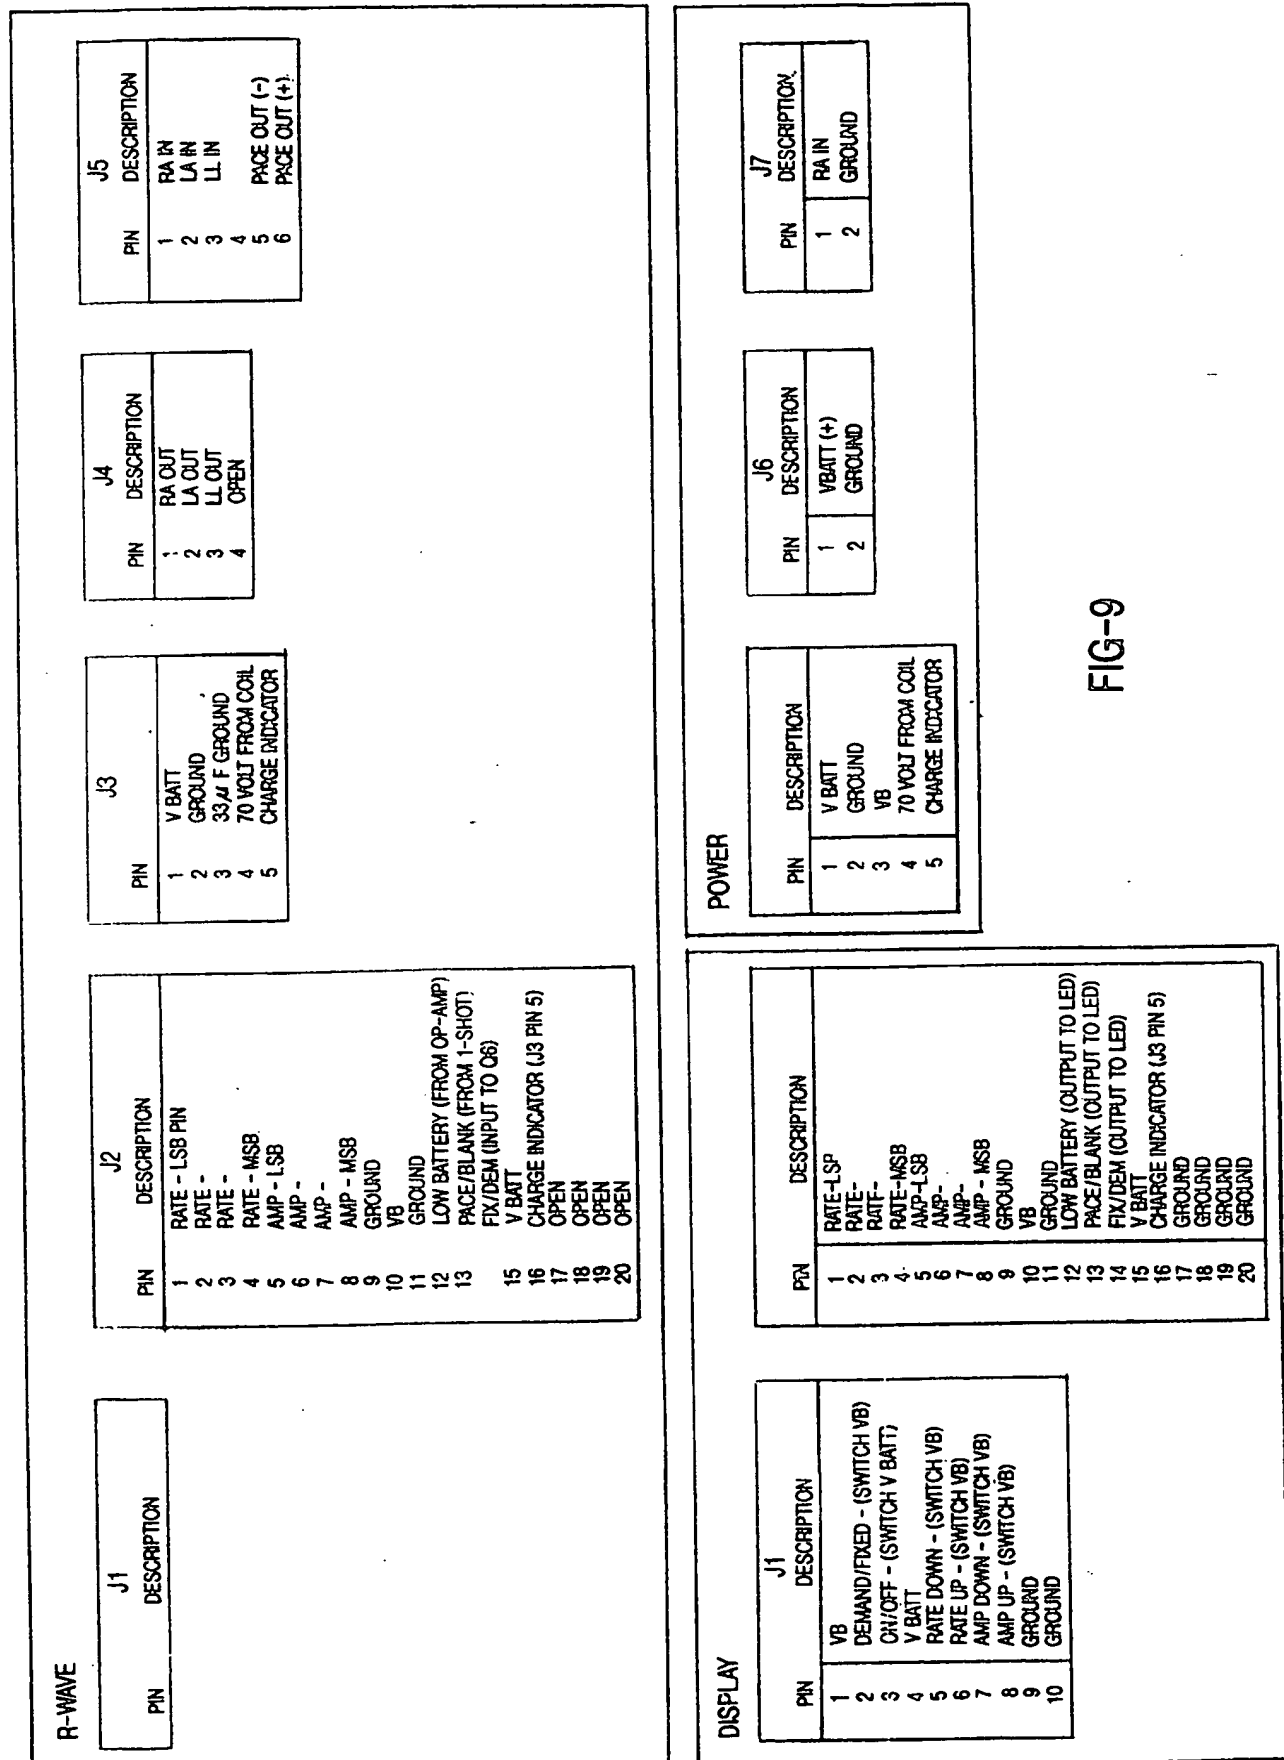 R-WAVE
J1
PIN DESCRIPTION
J2
PIN DESCRIPTION
1 RATE - LSB PIN
2 RATE -
3 RATE -
4 RATE - MSB
5 AMP - LSB
6 AMP -
7 AMP -
8 AMP - MSB
9 GROUND
10 VB
11 GROUND
12 LOW BATTERY (FROM OP-AMP)
13 PACE/BLANK (FROM 1-SHOT)
FIX/DEM (INPUT TO Q6)
15 V BATT
16 CHARGE INDICATOR (J3 PIN 5)
17 OPEN
18 OPEN
19 OPEN
20 OPEN
J3
PIN DESCRIPTION
1 V BATT
2 GROUND
3 33µF GROUND
4 70 VOLT FROM COIL
5 CHARGE INDICATOR
J4
PIN DESCRIPTION
1 RA OUT
2 LA OUT
3 LL OUT
4 OPEN
J5
PIN DESCRIPTION
1 RA IN
2 LA IN
3 LL IN
4
5 PACE OUT (-)
6 PACE OUT (+)
DISPLAY
J1
PIN DESCRIPTION
1 VB
2 DEMAND/FIXED - (SWITCH VB)
3 ON/OFF - (SWITCH V BATT)
4 V BATT
5 RATE DOWN - (SWITCH VB)
6 RATE UP - (SWITCH VB)
7 AMP DOWN - (SWITCH VB)
8 AMP UP - (SWITCH VB)
9 GROUND
10 GROUND
PIN DESCRIPTION
1 RATE-LSP
2 RATE-
3 RATE-
4 RATE-MSB
5 AMP-LSB
6 AMP-
7 AMP-
8 AMP - MSB
9 GROUND
10 VB
11 GROUND
12 LOW BATTERY (OUTPUT TO LED)
13 PACE/BLANK (OUTPUT TO LED)
14 FIX/DEM (OUTPUT TO LED)
15 V BATT
16 CHARGE INDICATOR (J3 PIN 5)
17 GROUND
18 GROUND
19 GROUND
20 GROUND
POWER
PIN DESCRIPTION
1 V BATT
2 GROUND
3 VB
4 70 VOLT FROM COIL
5 CHARGE INDICATOR
J6
PIN DESCRIPTION
1 VBATT (+)
2 GROUND
J7
PIN DESCRIPTION
1 RA IN
2 GROUND
FIG-9